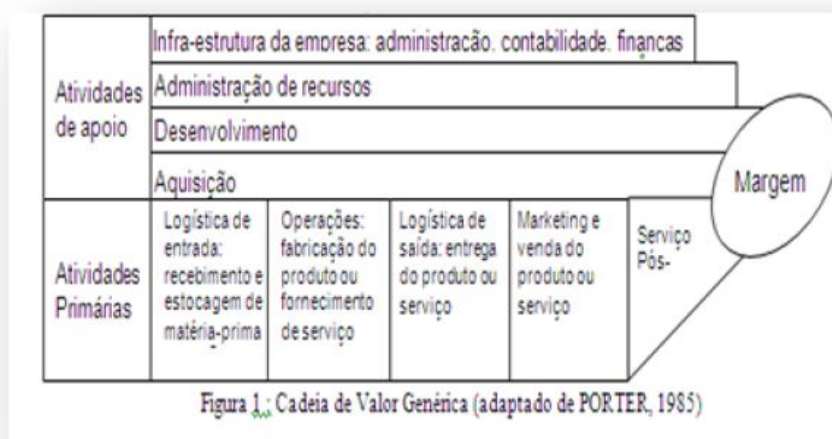 Infra-estrutura da empresa: administração, contabilidade, finanças
Atividades
de apoio
Administração de recursos
Desenvolvimento
Aquisição
Margem
Atividades
Primárias
Logística de
entrada:
recebimento e
estocagem de
matéria-prima
Operações:
fabricação do
produto ou
fornecimento
de serviço
Logística de
saída: entrega
do produto ou
serviço
Marketing e
venda do
produto ou
serviço
Serviço
Pós-
Figura 1 : Cadeia de Valor Genérica (adaptado de PORTER, 1985)